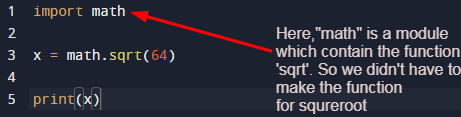 1 import math
2
3 x = math.sqrt(64)
4
5 print(x)
Here,"math" is a module
which contain the function
'sqrt'. So we didn't have to
make the function
for squreroot